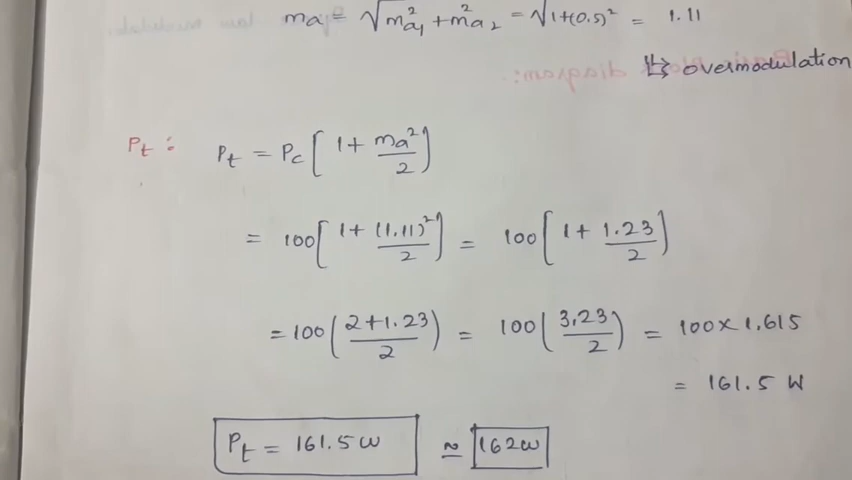 ma = √m²a₁ + m²a₂ = √1+(0.5)² = 1.11
↳ overmodulation
Pt : Pt = Pc [ 1 + ma²/2 ]
= 100 [ 1 + (1.11)²/2 ] = 100 [ 1 + 1.23/2 ]
= 100 ( 2+1.23/2 ) = 100 ( 3.23/2 ) = 100 × 1.615
= 161.5 W
Pt = 161.5 W ≈ 162 W